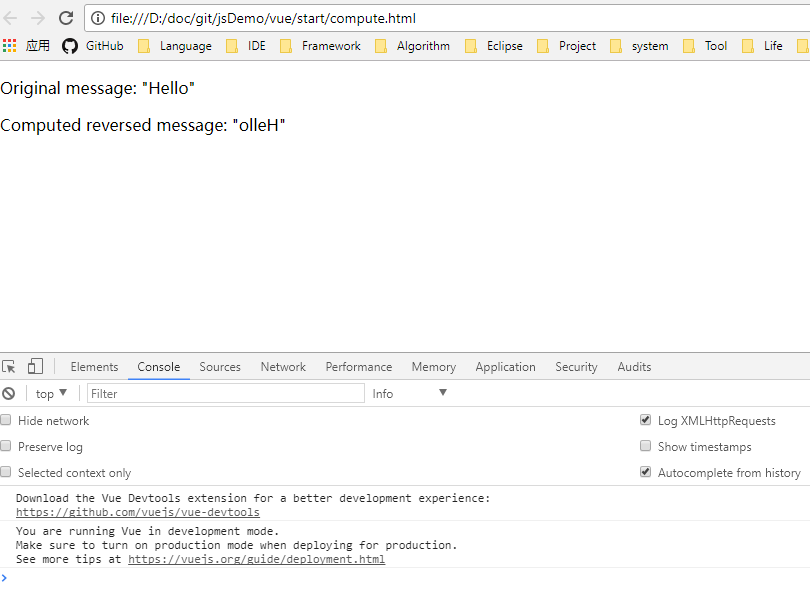 file:///D:/doc/git/jsDemo/vue/start/compute.html
应用 GitHub Language IDE Framework Algorithm Eclipse Project system Tool Life
Original message: "Hello"
Computed reversed message: "olleH"
Elements Console Sources Network Performance Memory Application Security Audits
top ▼ Filter Info ▼
Hide network Log XMLHttpRequests
Preserve log Show timestamps
Selected context only Autocomplete from history
Download the Vue Devtools extension for a better development experience:
https://github.com/vuejs/vue-devtools
You are running Vue in development mode.
Make sure to turn on production mode when deploying for production.
See more tips at https://vuejs.org/guide/deployment.html
>